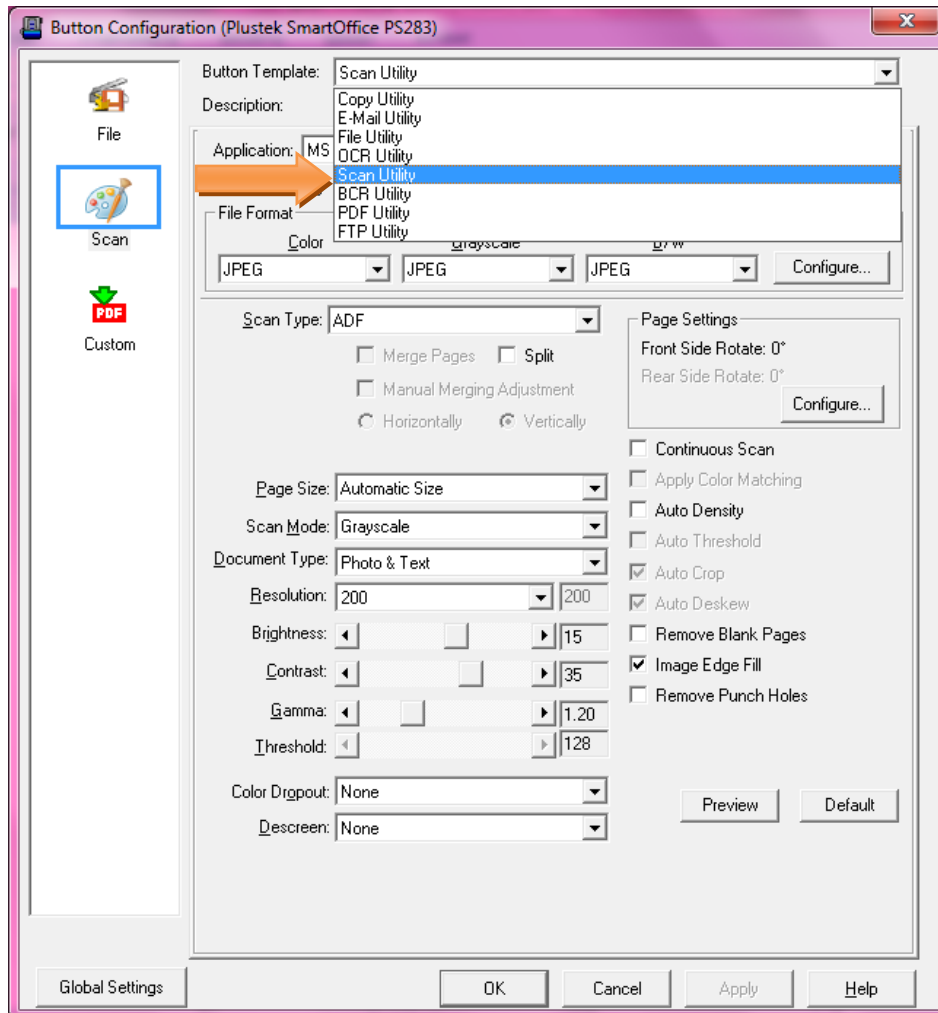 Button Configuration (Plustek SmartOffice PS283)
File
Scan
PDF
Custom
Button Template: Scan Utility
Description:
Copy Utility
E-Mail Utility
File Utility
OCR Utility
Scan Utility
BCR Utility
PDF Utility
FTP Utility
Application: MS
File Format
Color Grayscale B/W
JPEG JPEG JPEG Configure...
Scan Type: ADF
Merge Pages Split
Manual Merging Adjustment
Horizontally Vertically
Page Settings
Front Side Rotate: 0°
Rear Side Rotate: 0°
Configure...
Page Size: Automatic Size
Scan Mode: Grayscale
Document Type: Photo & Text
Resolution: 200 200
Brightness: 15
Contrast: 35
Gamma: 1.20
Threshold: 128
Color Dropout: None
Descreen: None
Continuous Scan
Apply Color Matching
Auto Density
Auto Threshold
Auto Crop
Auto Deskew
Remove Blank Pages
Image Edge Fill
Remove Punch Holes
Preview Default
Global Settings OK Cancel Apply Help